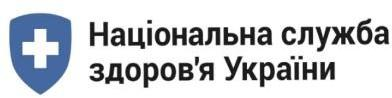 Національна служба
здоров'я України